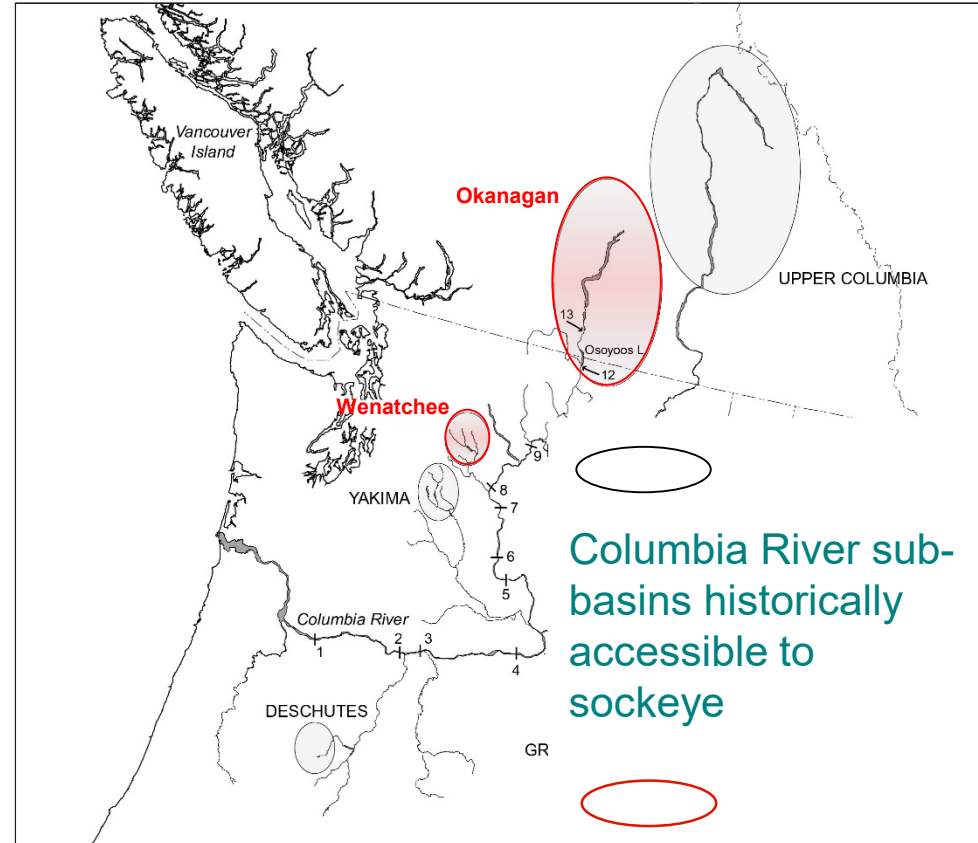 Vancouver
Island
Okanagan
UPPER COLUMBIA
13
Osoyoos L
12
Wenatchee
9
YAKIMA
8
7
6
5
Columbia River sub-
basins historically
accessible to
sockeye
Columbia River
1
2
3
4
DESCHUTES
GR